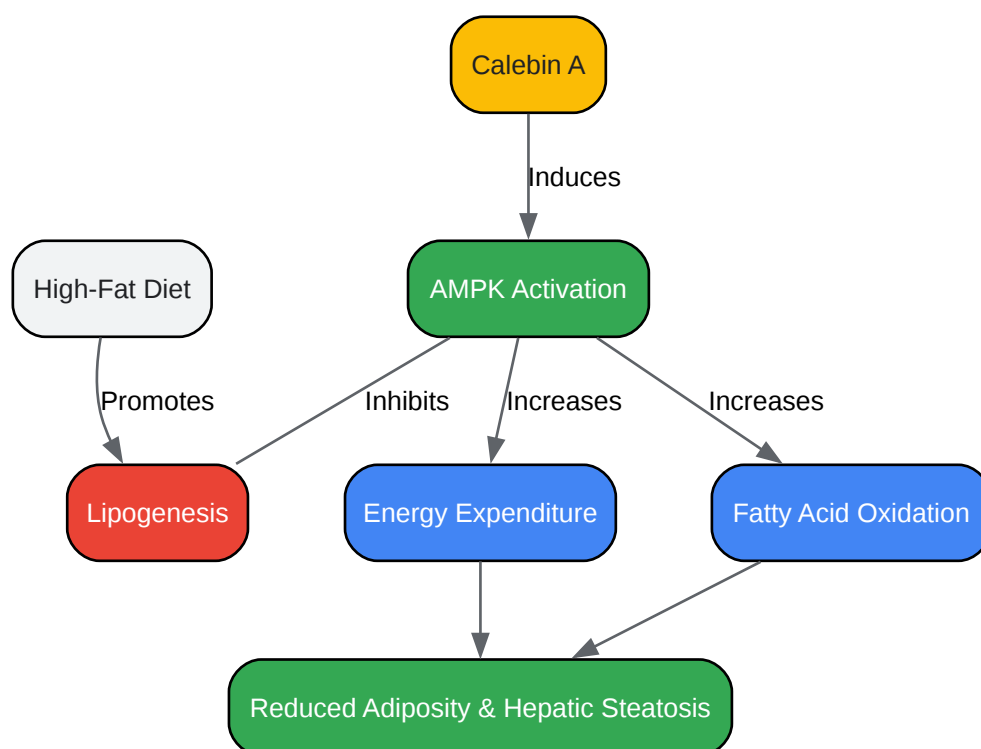 Calebin A
Induces
High-Fat Diet
AMPK Activation
Promotes
Inhibits
Increases
Increases
Lipogenesis
Energy Expenditure
Fatty Acid Oxidation
Reduced Adiposity & Hepatic Steatosis